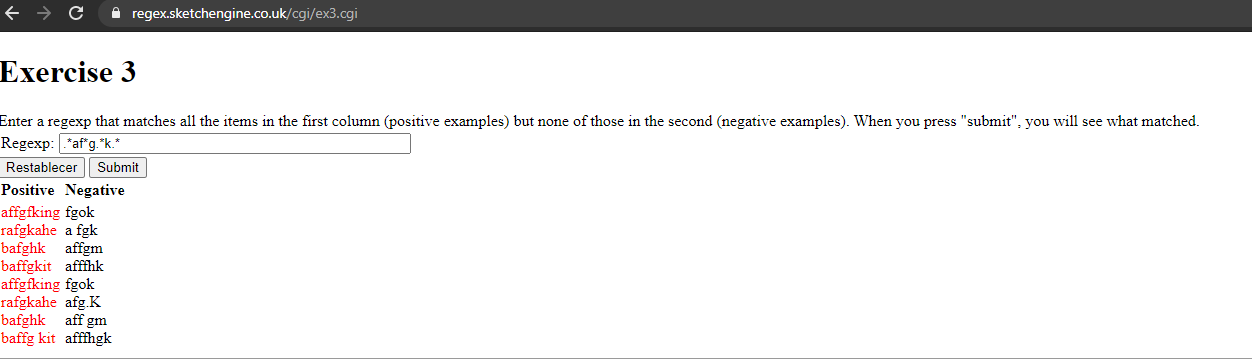 regex.sketchengine.co.uk/cgi/ex3.cgi
Exercise 3
Enter a regexp that matches all the items in the first column (positive examples) but none of those in the second (negative examples). When you press "submit", you will see what matched.
Regexp: .*af*g.*k.*
Restablecer Submit
Positive Negative
affgfking fgok
rafgkahe a fgk
bafghk affgm
baffgkit afffhk
affgfking fgok
rafgkahe afg.K
bafghk aff gm
baffg kit afffhgk